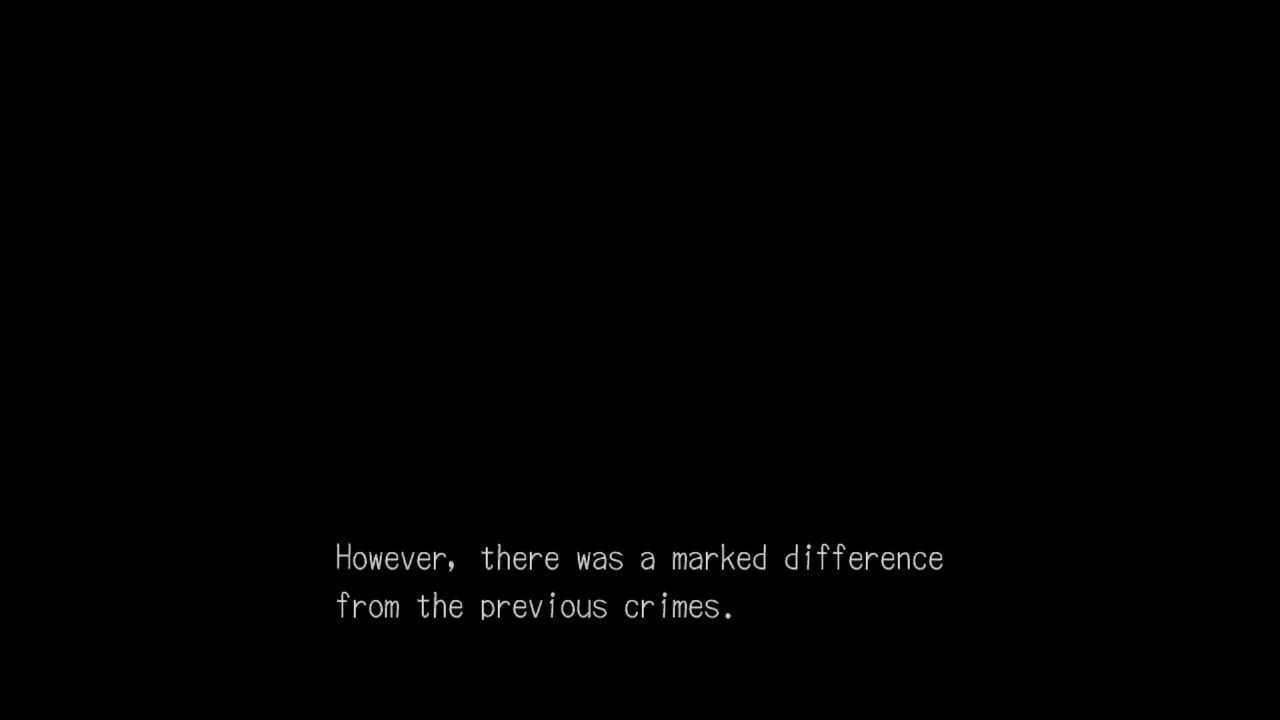 However, there was a marked difference
from the previous crimes.